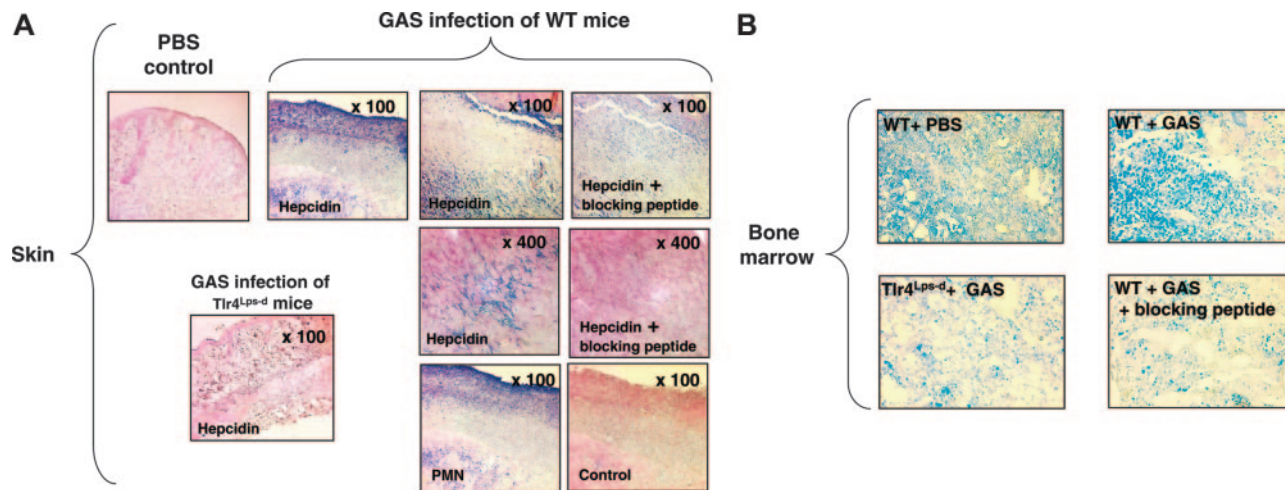 A
GAS infection of WT mice
B
PBS
control
x 100
x 100
x 100
Hepcidin
Hepcidin
Hepcidin +
blocking peptide
WT+ PBS
WT + GAS
Skin
Bone
marrow
x 400
x 400
Hepcidin
Hepcidin +
blocking peptide
GAS infection of
Tlr4Lps-d mice
x 100
Hepcidin
Tlr4Lps-d+ GAS
WT + GAS
+ blocking peptide
x 100
x 100
PMN
Control